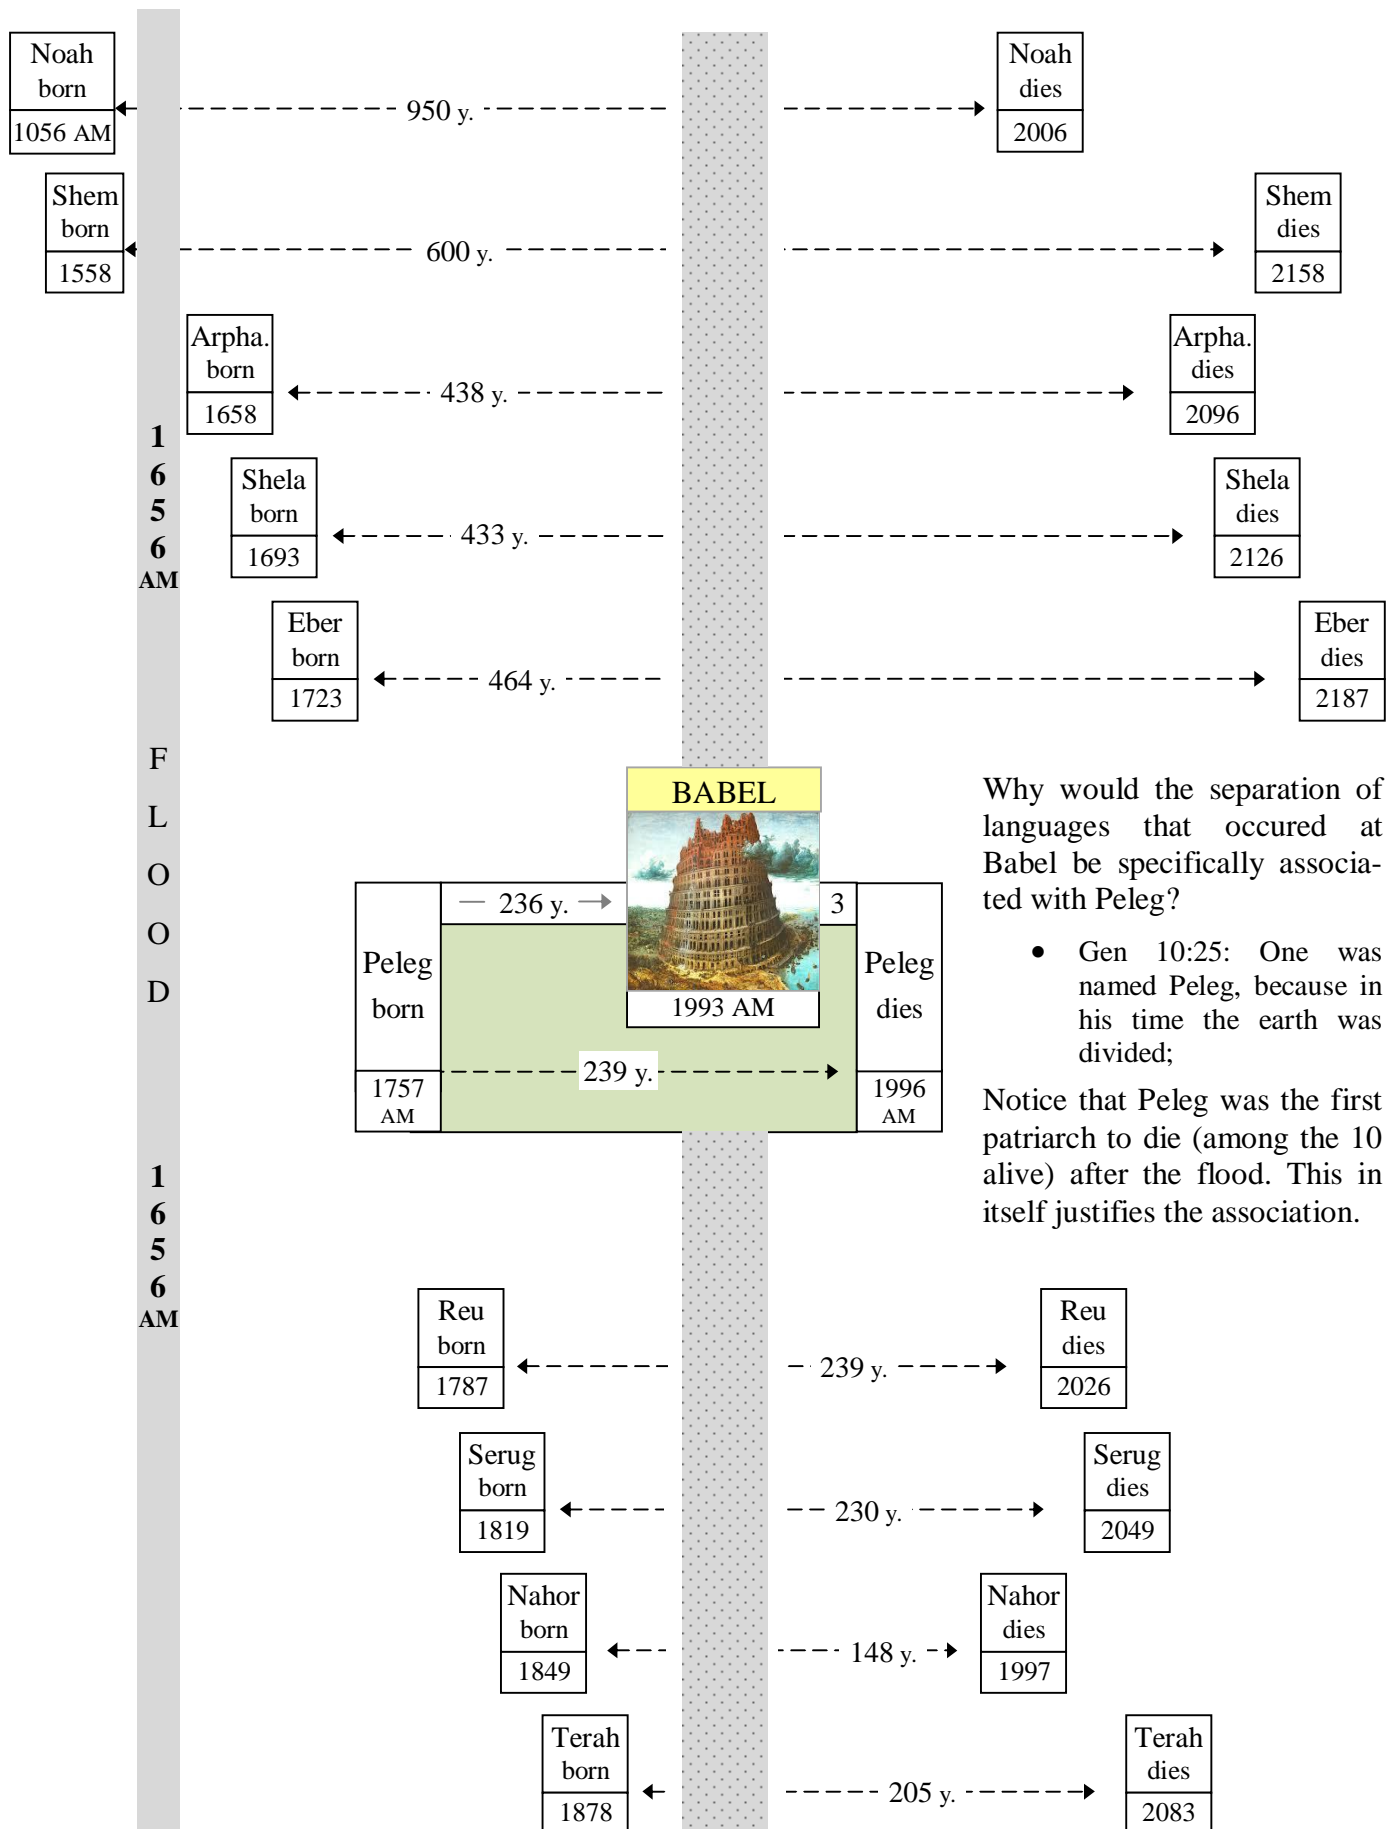 Noah
born
1056 AM
950 y.
Noah
dies
2006
Shem
born
1558
600 y.
Shem
dies
2158
Arpha.
born
1658
438 y.
Arpha.
dies
2096
1
6
5
6
AM
Shela
born
1693
433 y.
Shela
dies
2126
Eber
born
1723
464 y.
Eber
dies
2187
F
L
O
O
D
BABEL
236 y.
3
Peleg
born
1757
AM
1993 AM
239 y.
Peleg
dies
1996
AM
Why would the separation of
languages that occured at
Babel be specifically associa-
ted with Peleg?
• Gen 10:25: One was
named Peleg, because in
his time the earth was
divided;
Notice that Peleg was the first
patriarch to die (among the 10
alive) after the flood. This in
itself justifies the association.
1
6
5
6
AM
Reu
born
1787
239 y.
Reu
dies
2026
Serug
born
1819
230 y.
Serug
dies
2049
Nahor
born
1849
148 y.
Nahor
dies
1997
Terah
born
1878
205 y.
Terah
dies
2083